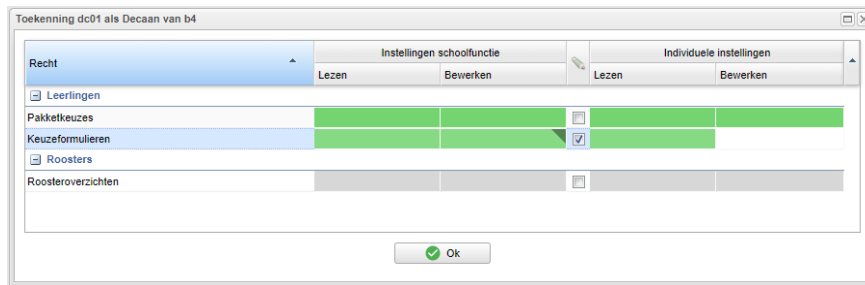 Toekenning dc01 als Decaan van b4
Recht
Instellingen schoolfunctie
Individuele instellingen
Lezen
Bewerken
Lezen
Bewerken
Leerlingen
Pakketkeuzes
Keuzeformulieren
Roosters
Roosteroverzichten
Ok